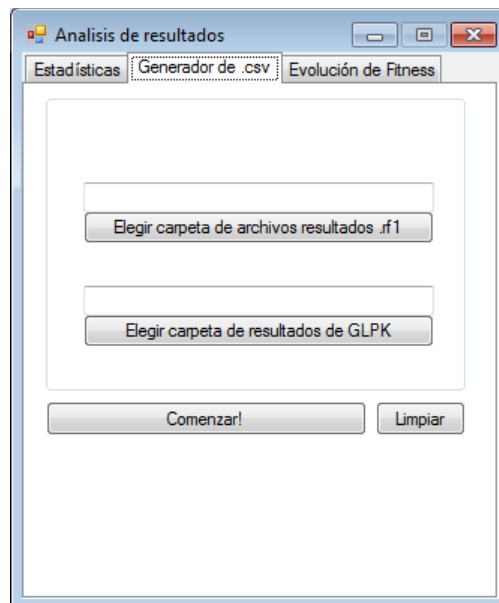 Analisis de resultados
Estadísticas Generador de .csv Evolución de Fitness
Elegir carpeta de archivos resultados .rf1
Elegir carpeta de resultados de GLPK
Comenzar! Limpiar